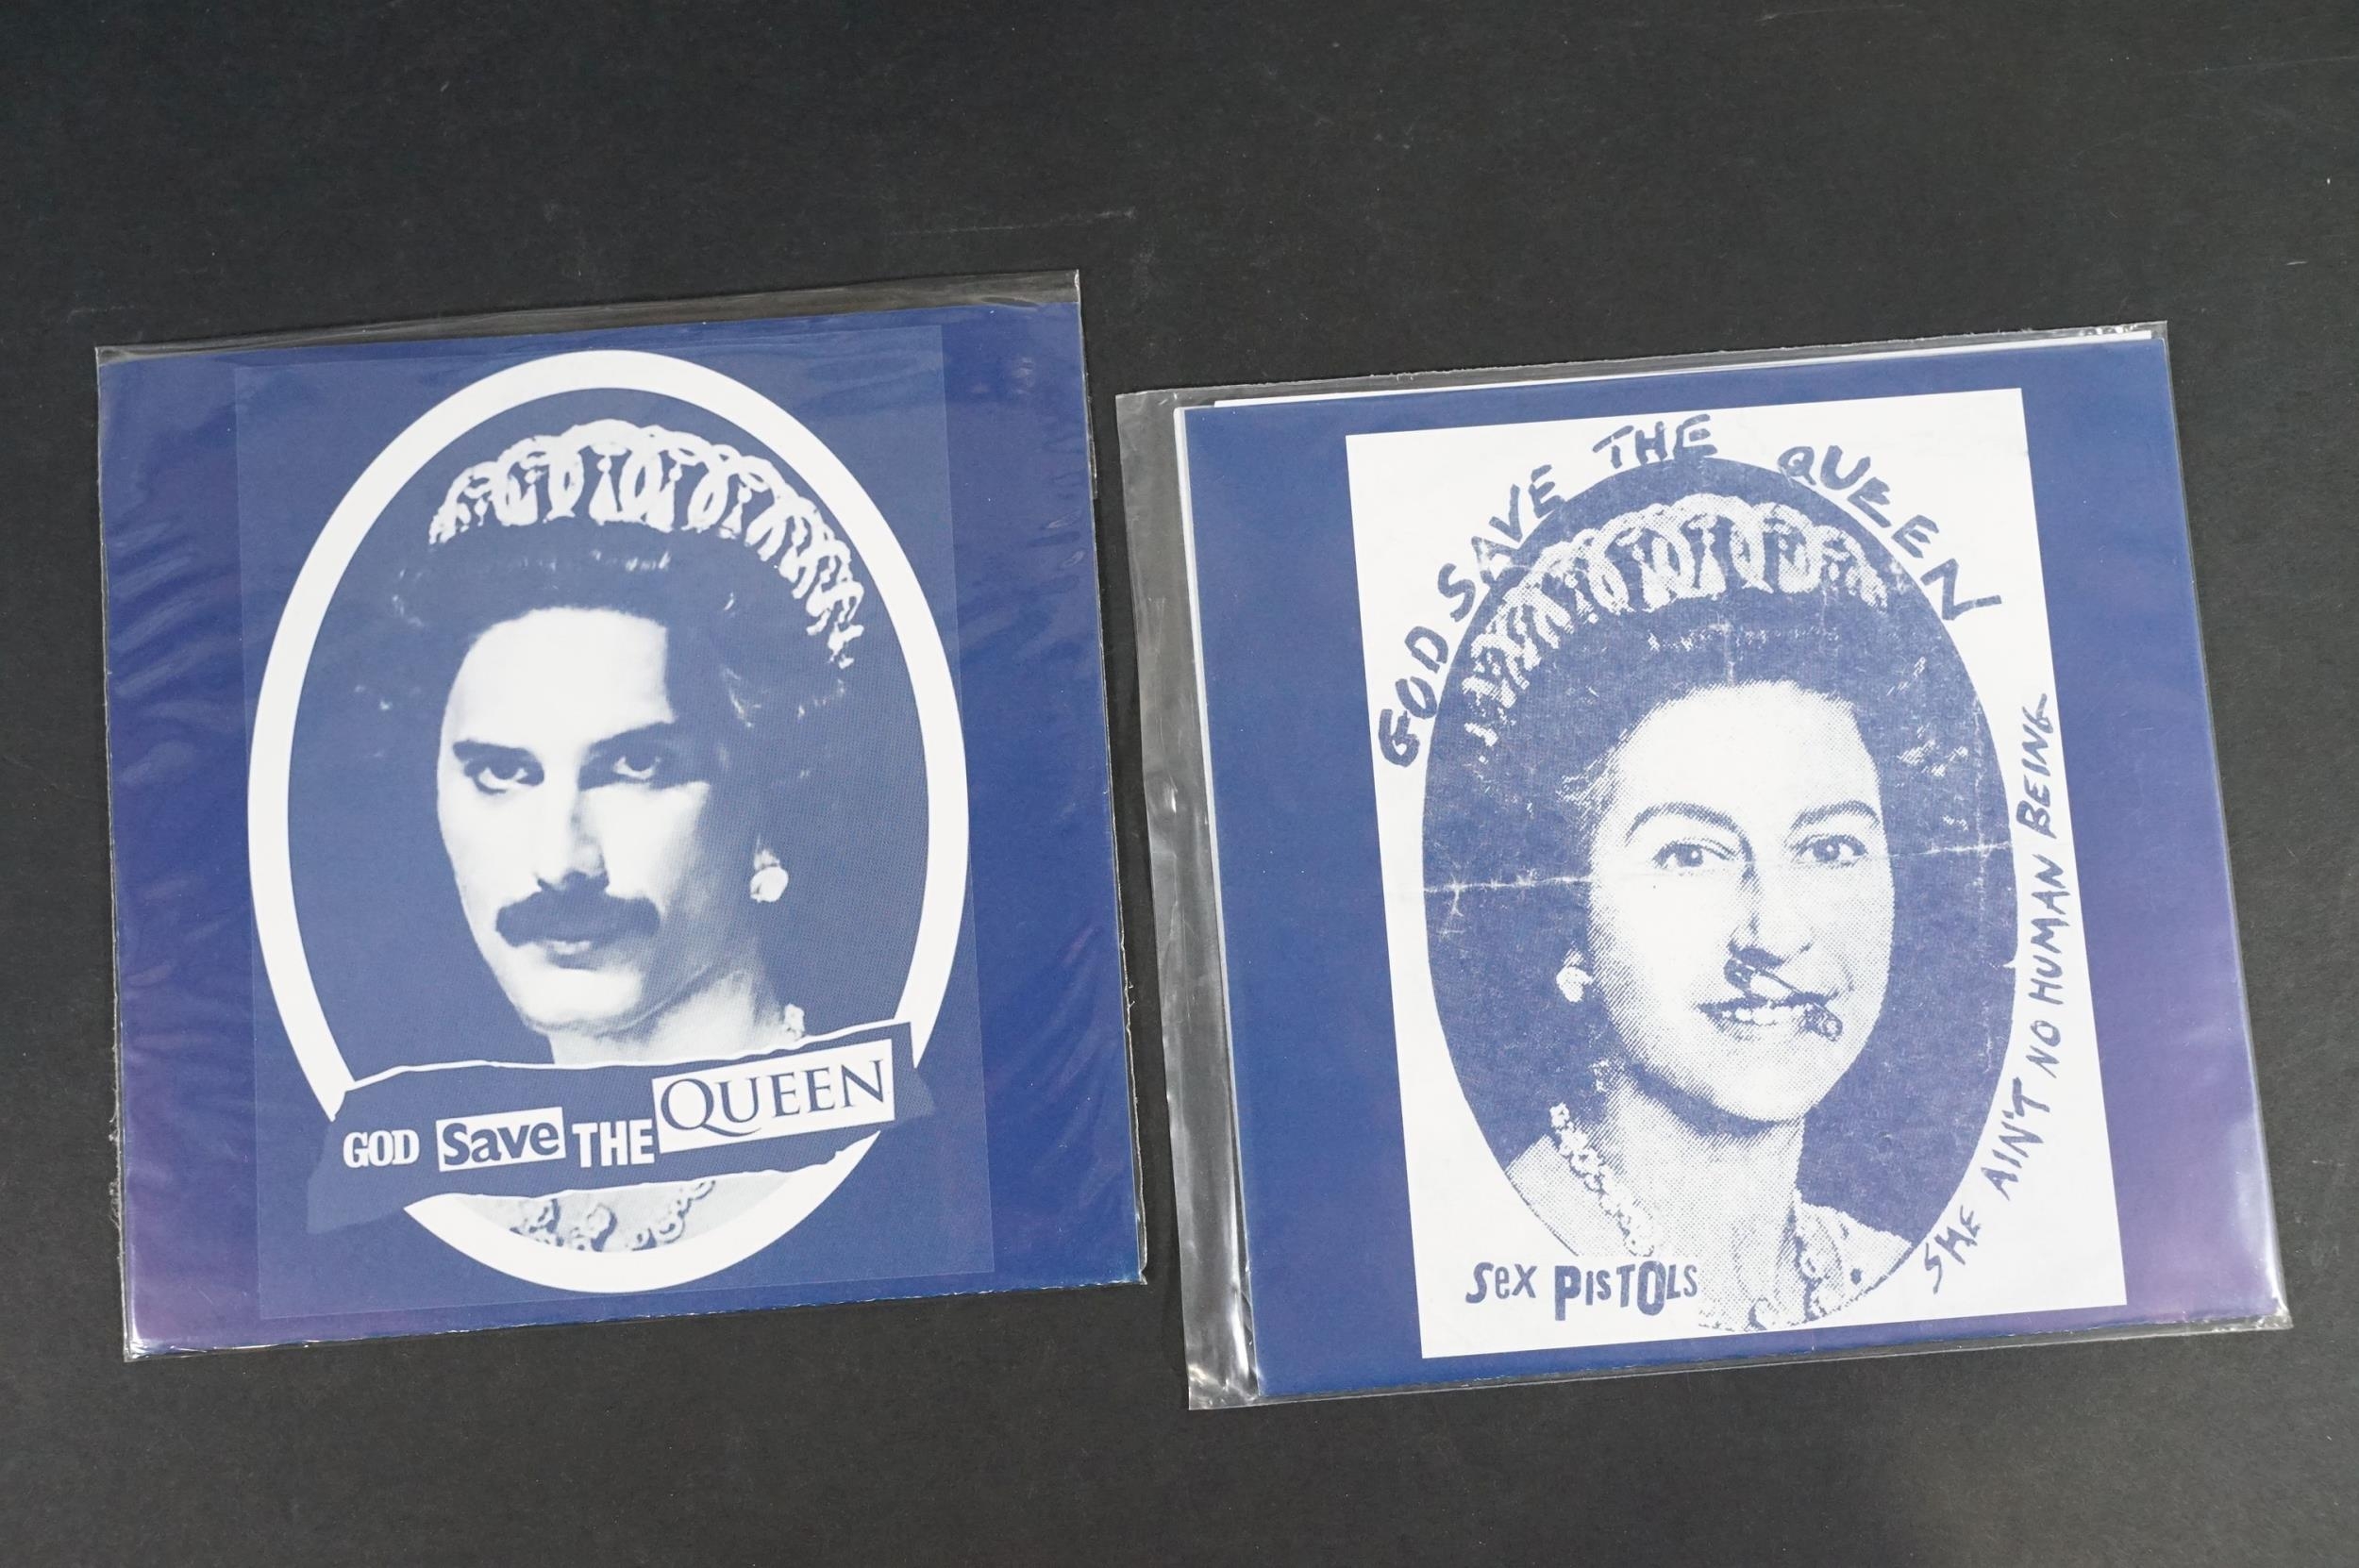 GOD Save THE QUEEN
GOD SAVE THE QUEEN
SHE AIN'T NO HUMAN BEING
Sex PISTOLS